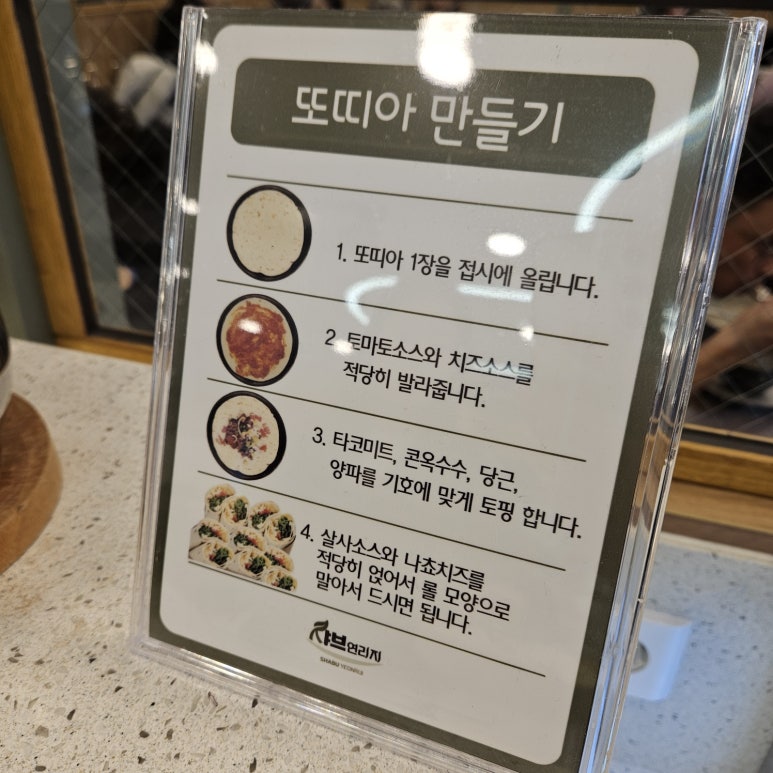 또띠아 만들기
1. 또띠아 1장을 접시에 올립니다.
2. 토마토소스와 치즈소스를
적당히 발라줍니다.
3. 타코미트, 콘옥수수, 당근,
양파를 기호에 맞게 토핑 합니다.
4. 살사소스와 나쵸치즈를
적당히 얹어서 롤 모양으로
말아서 드시면 됩니다.
샤브연리지
SHABU YEONRIJI